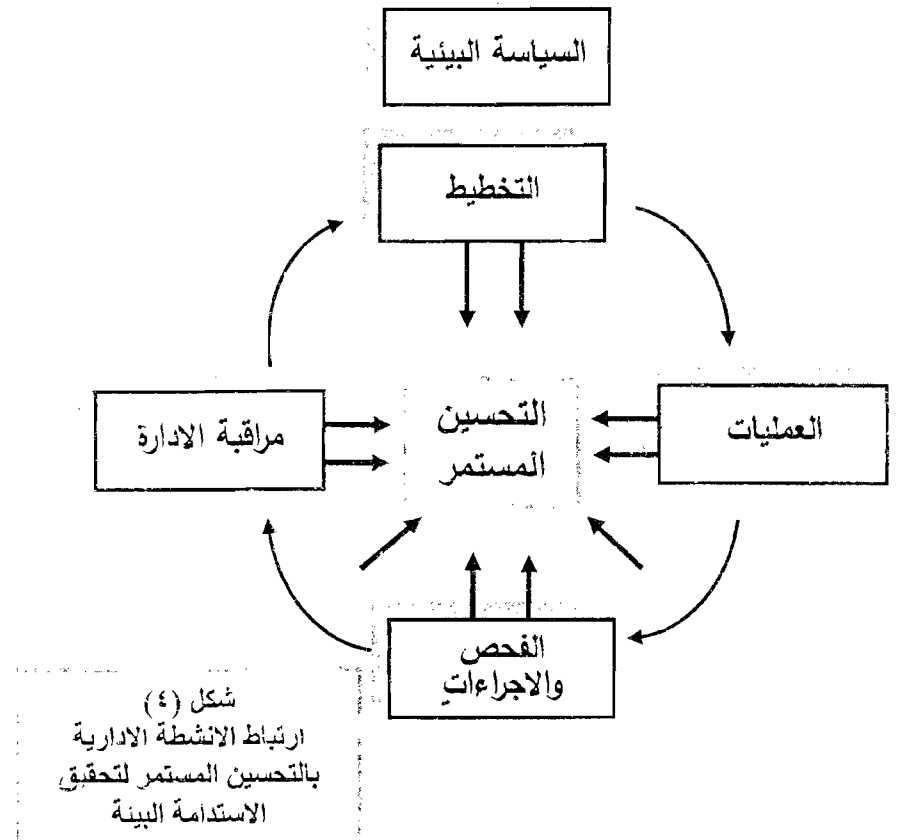 السياسة البيئية
التخطيط
العمليات
التحسين
المستمر
مراقبة الادارة
الفحص
والاجراءات
شكل (٤)
ارتباط الانشطة الادارية
بالتحسين المستمر لتحقيق
الاستدامة البينة